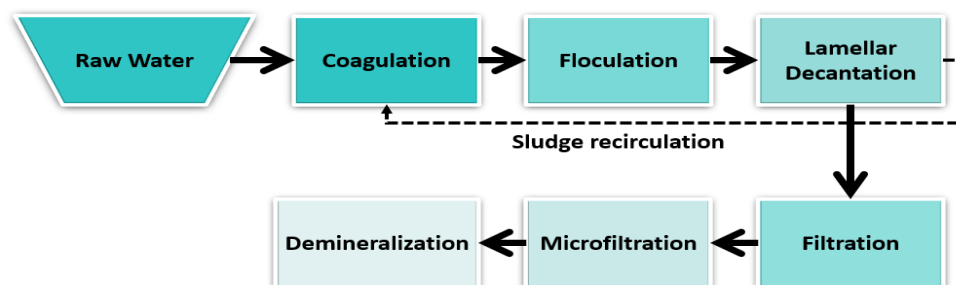 Raw Water
Coagulation
Floculation
Lamellar
Decantation
Sludge recirculation
Demineralization
Microfiltration
Filtration